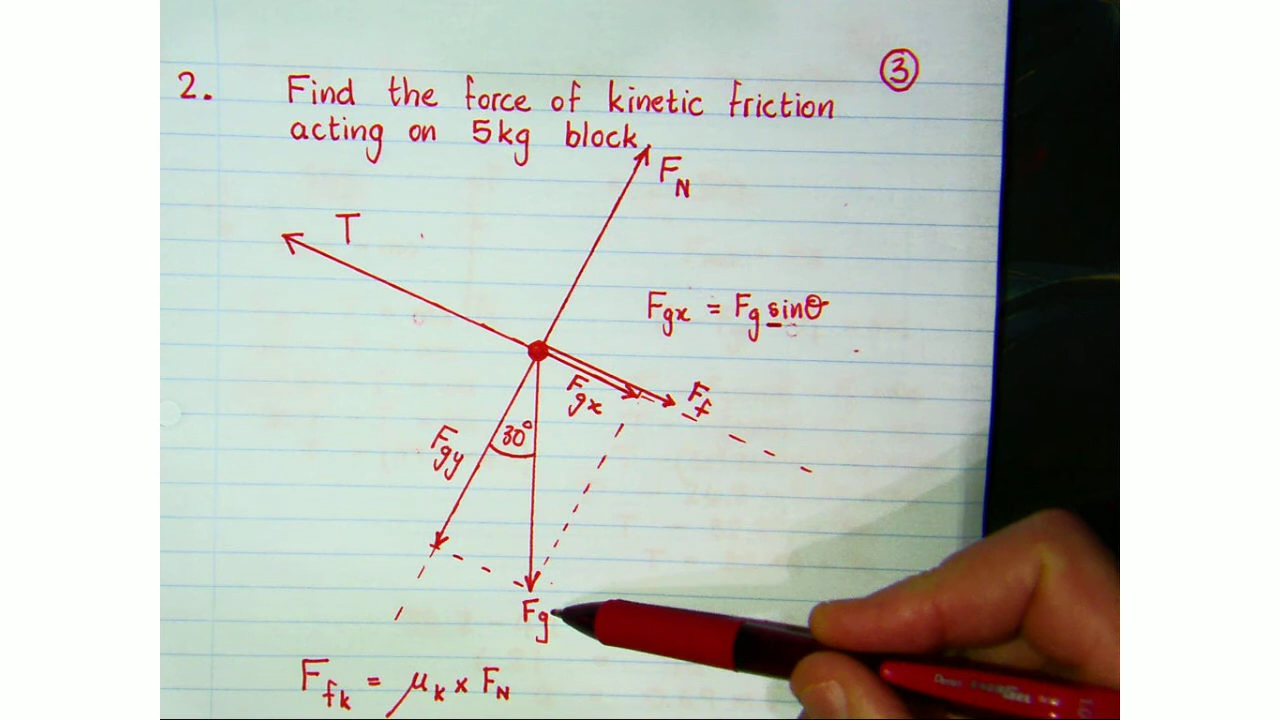 3
2. Find the force of kinetic friction
acting on 5kg block.
F_N
T
F_gx = F_g sinθ
F_gx
F_f
30°
F_gy
F_g
F_fk = μ_k x F_N